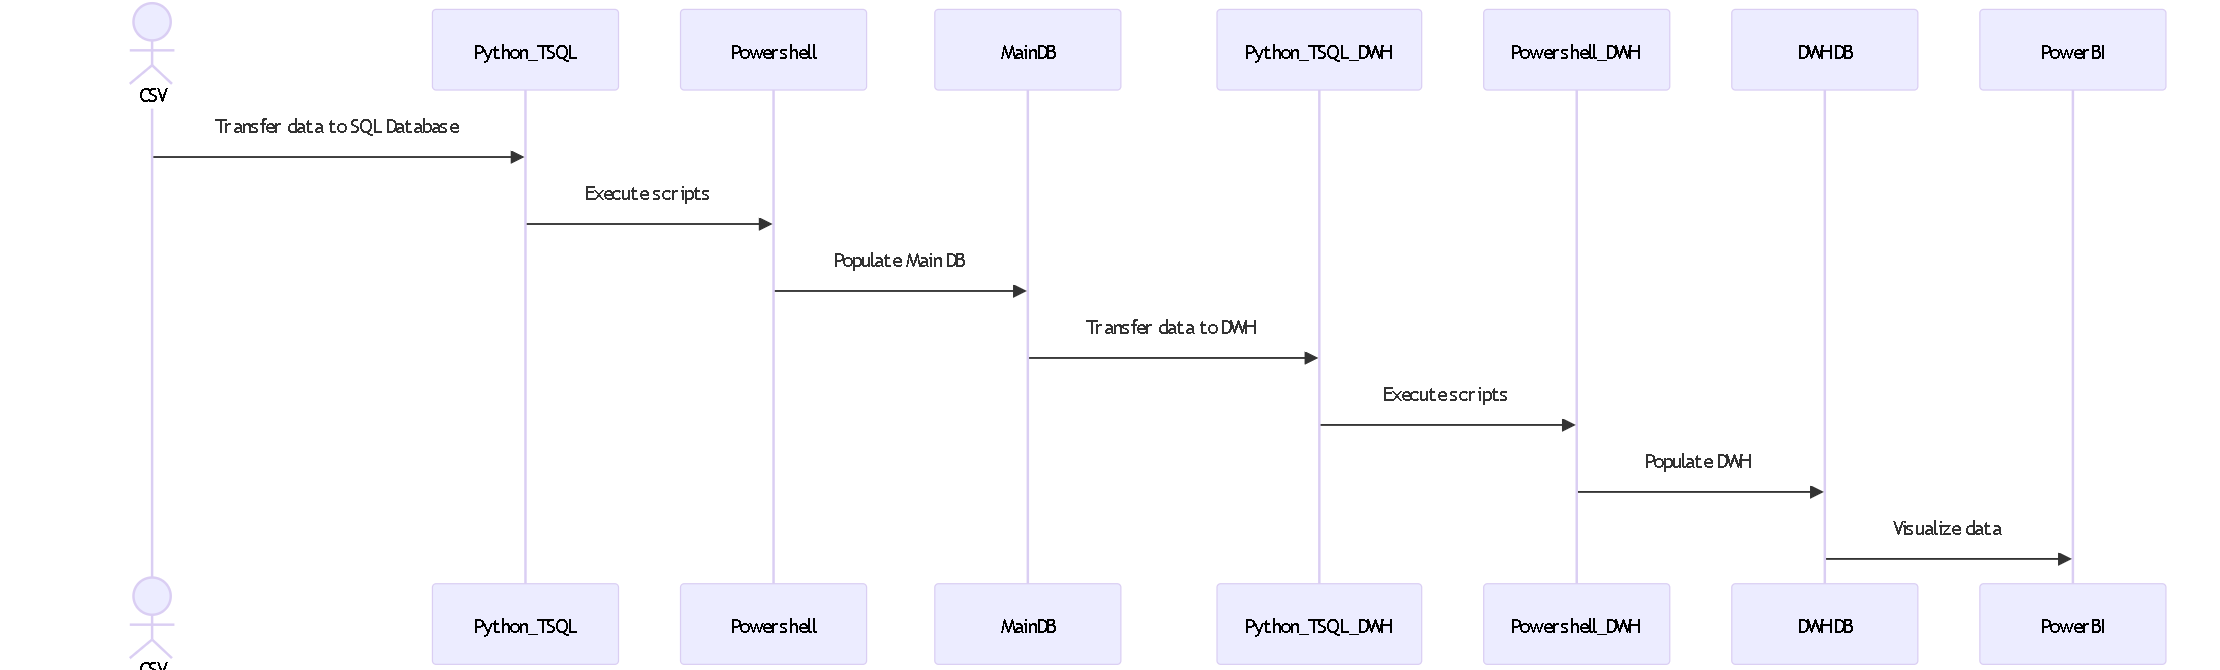 Python_TSQL
Powershell
MainDB
Python_TSQL_DWH
Powershell_DWH
DWHDB
PowerBI
CSV
Transfer data to SQL Database
Execute scripts
Populate Main DB
Transfer data to DWH
Execute scripts
Populate DWH
Visualize data
Python_TSQL
Powershell
MainDB
Python_TSQL_DWH
Powershell_DWH
DWHDB
PowerBI
CSV